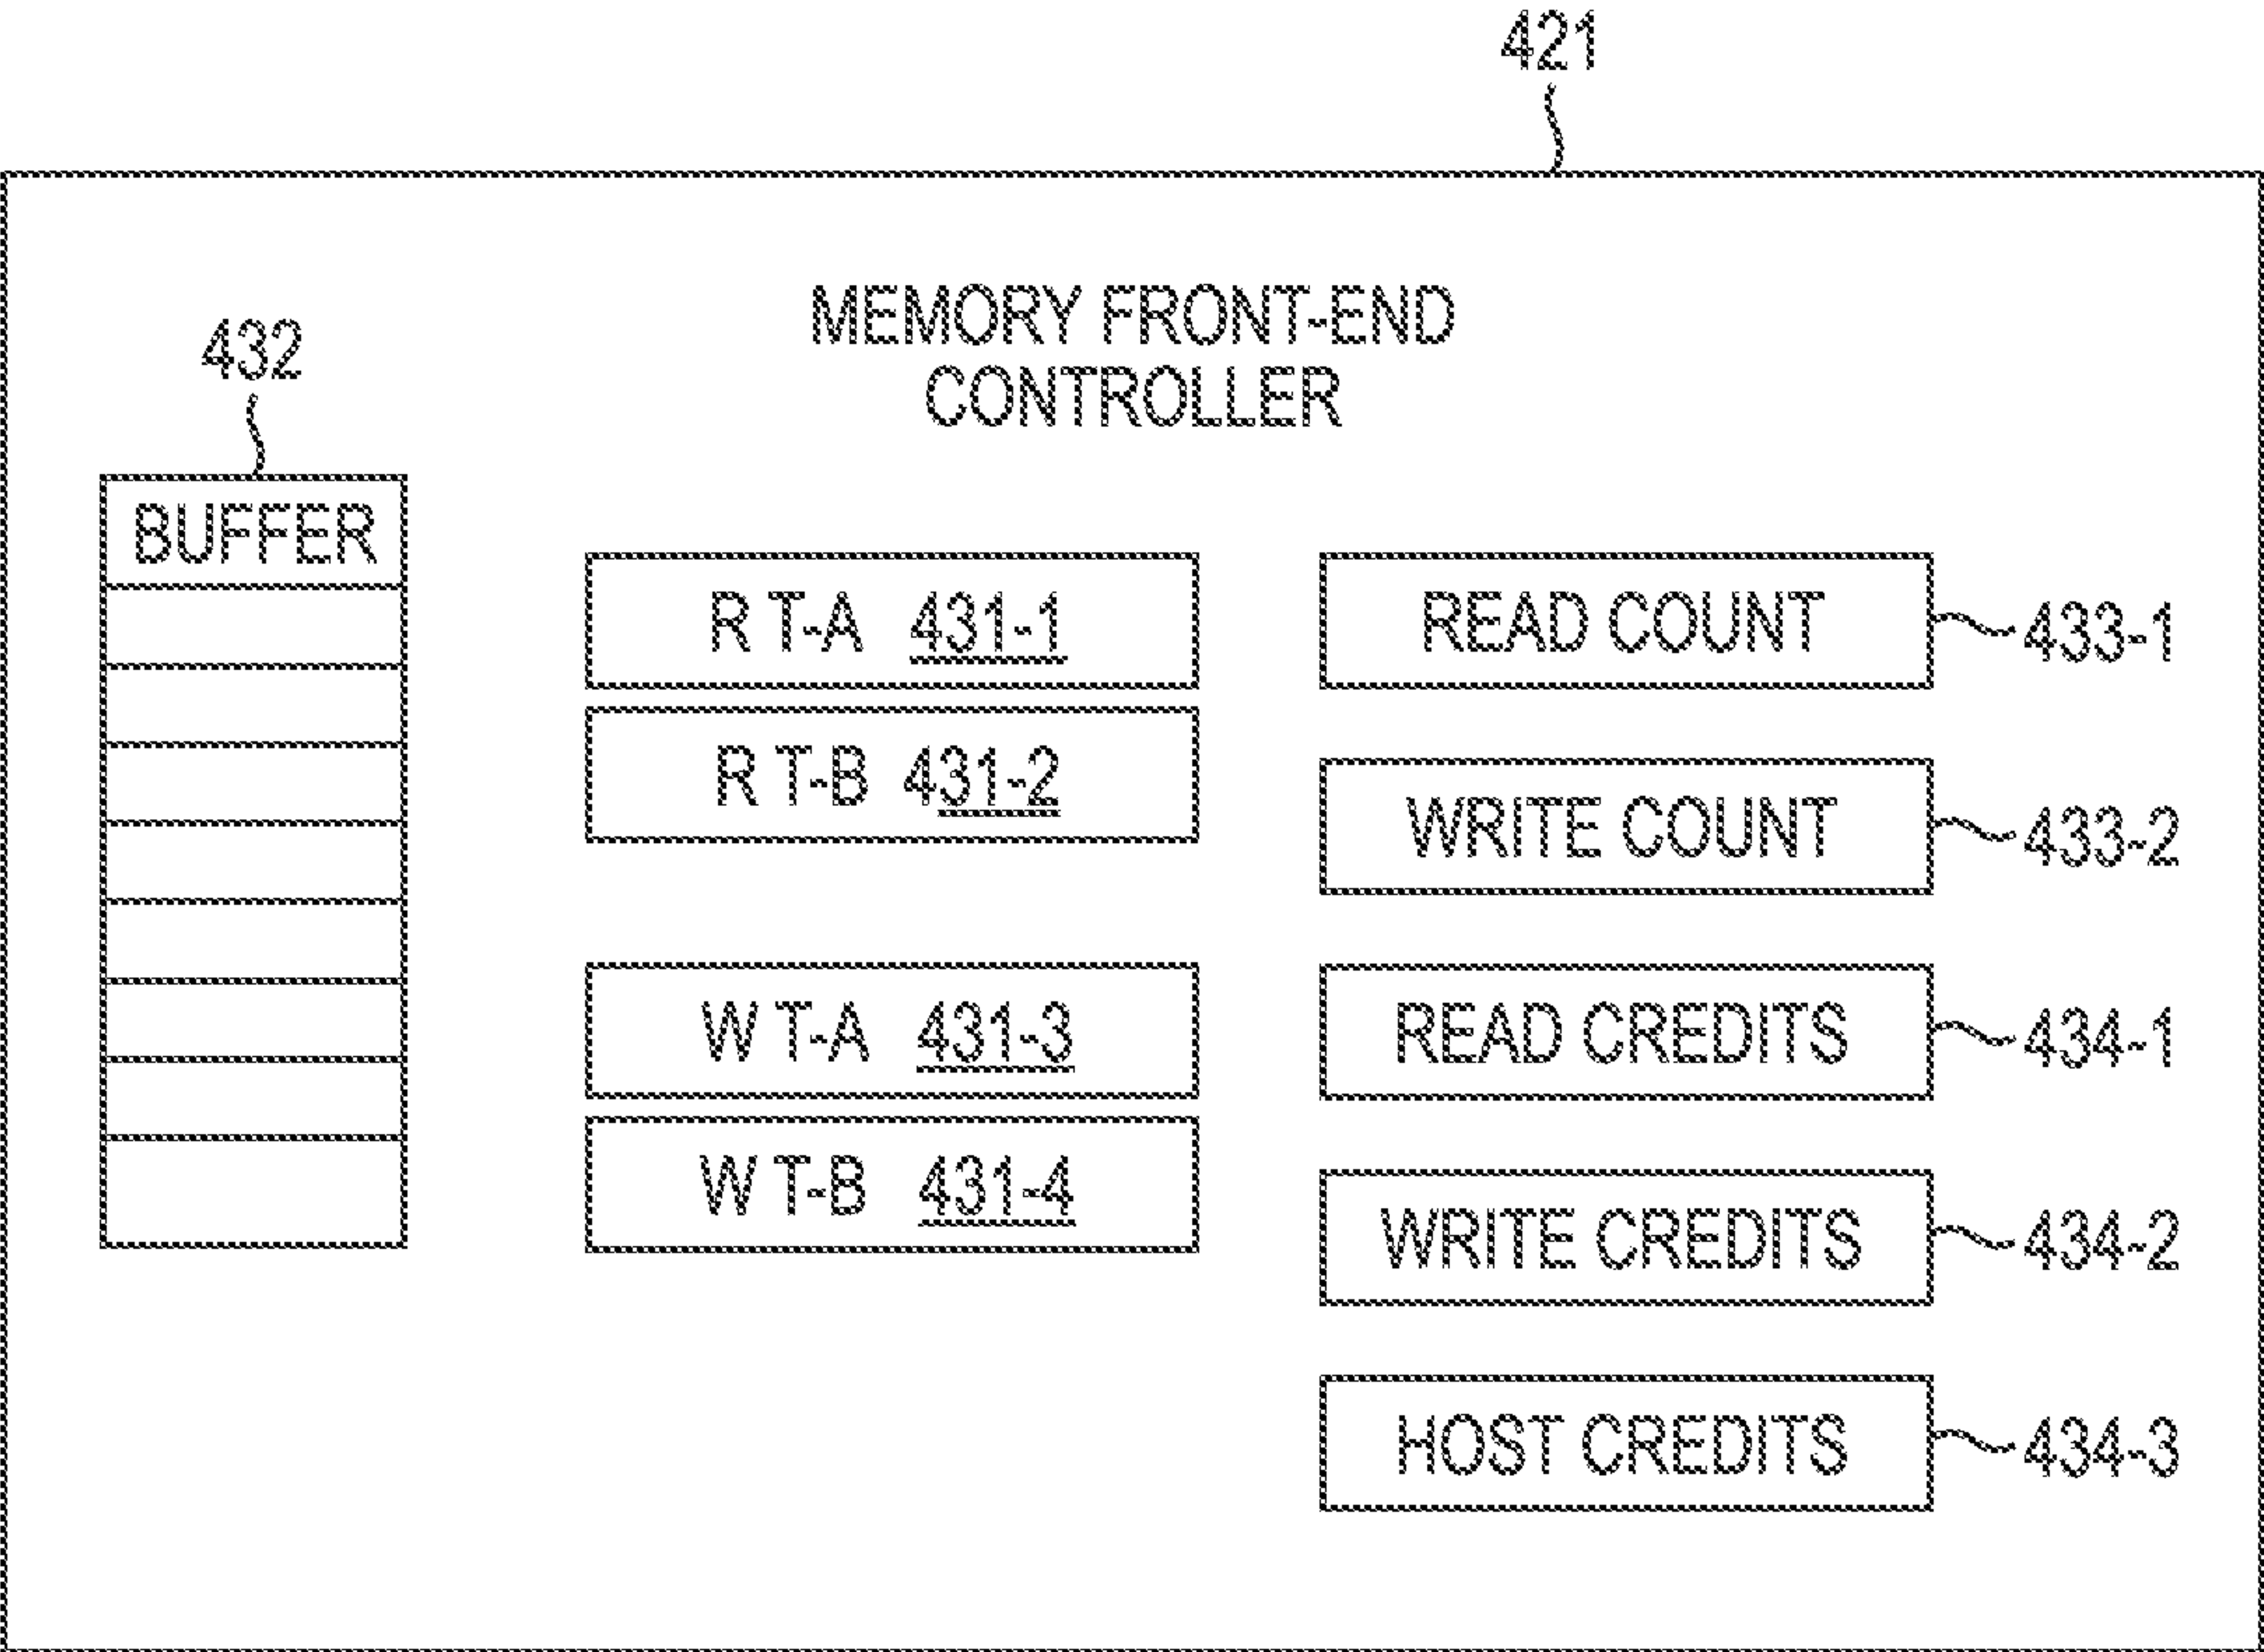 421
MEMORY FRONT-END
CONTROLLER
432
BUFFER
R T-A 431-1
R T-B 431-2
W T-A 431-3
W T-B 431-4
READ COUNT 433-1
WRITE COUNT 433-2
READ CREDITS 434-1
WRITE CREDITS 434-2
HOST CREDITS 434-3